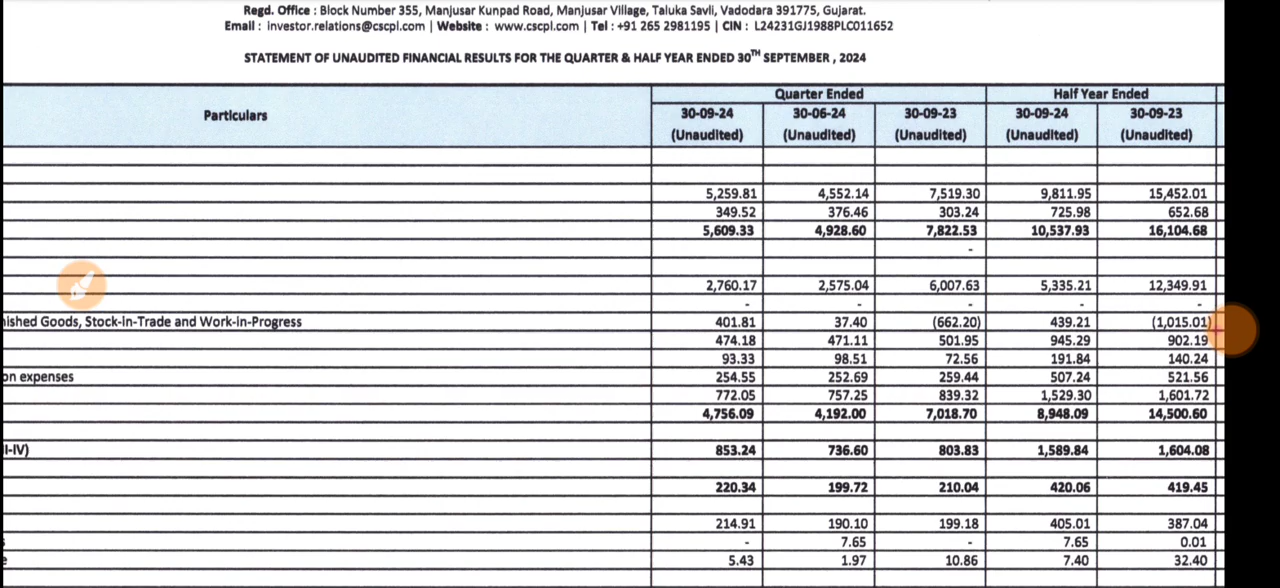 Regd. Office : Block Number 355, Manjusar Kunpad Road, Manjusar Village, Taluka Savli, Vadodara 391775, Gujarat.
Email : investor.relations@cscpl.com | Website : www.cscpl.com | Tel : +91 265 2981195 | CIN : L24231GJ1988PLC011652
STATEMENT OF UNAUDITED FINANCIAL RESULTS FOR THE QUARTER & HALF YEAR ENDED 30TH SEPTEMBER , 2024
Particulars Quarter Ended Half Year Ended
30-09-24 30-06-24 30-09-23 30-09-24 30-09-23
(Unaudited) (Unaudited) (Unaudited) (Unaudited) (Unaudited)
5,259.81 4,552.14 7,519.30 9,811.95 15,452.01
349.52 376.46 303.24 725.98 652.68
5,609.33 4,928.60 7,822.53 10,537.93 16,104.68
-
2,760.17 2,575.04 6,007.63 5,335.21 12,349.91
- - - - -
ished Goods, Stock-in-Trade and Work-in-Progress 401.81 37.40 (662.20) 439.21 (1,015.01)
474.18 471.11 501.95 945.29 902.19
93.33 98.51 72.56 191.84 140.24
on expenses 254.55 252.69 259.44 507.24 521.56
772.05 757.25 839.32 1,529.30 1,601.72
4,756.09 4,192.00 7,018.70 8,948.09 14,500.60
I-IV) 853.24 736.60 803.83 1,589.84 1,604.08
220.34 199.72 210.04 420.06 419.45
214.91 190.10 199.18 405.01 387.04
s - 7.65 - 7.65 0.01
e 5.43 1.97 10.86 7.40 32.40